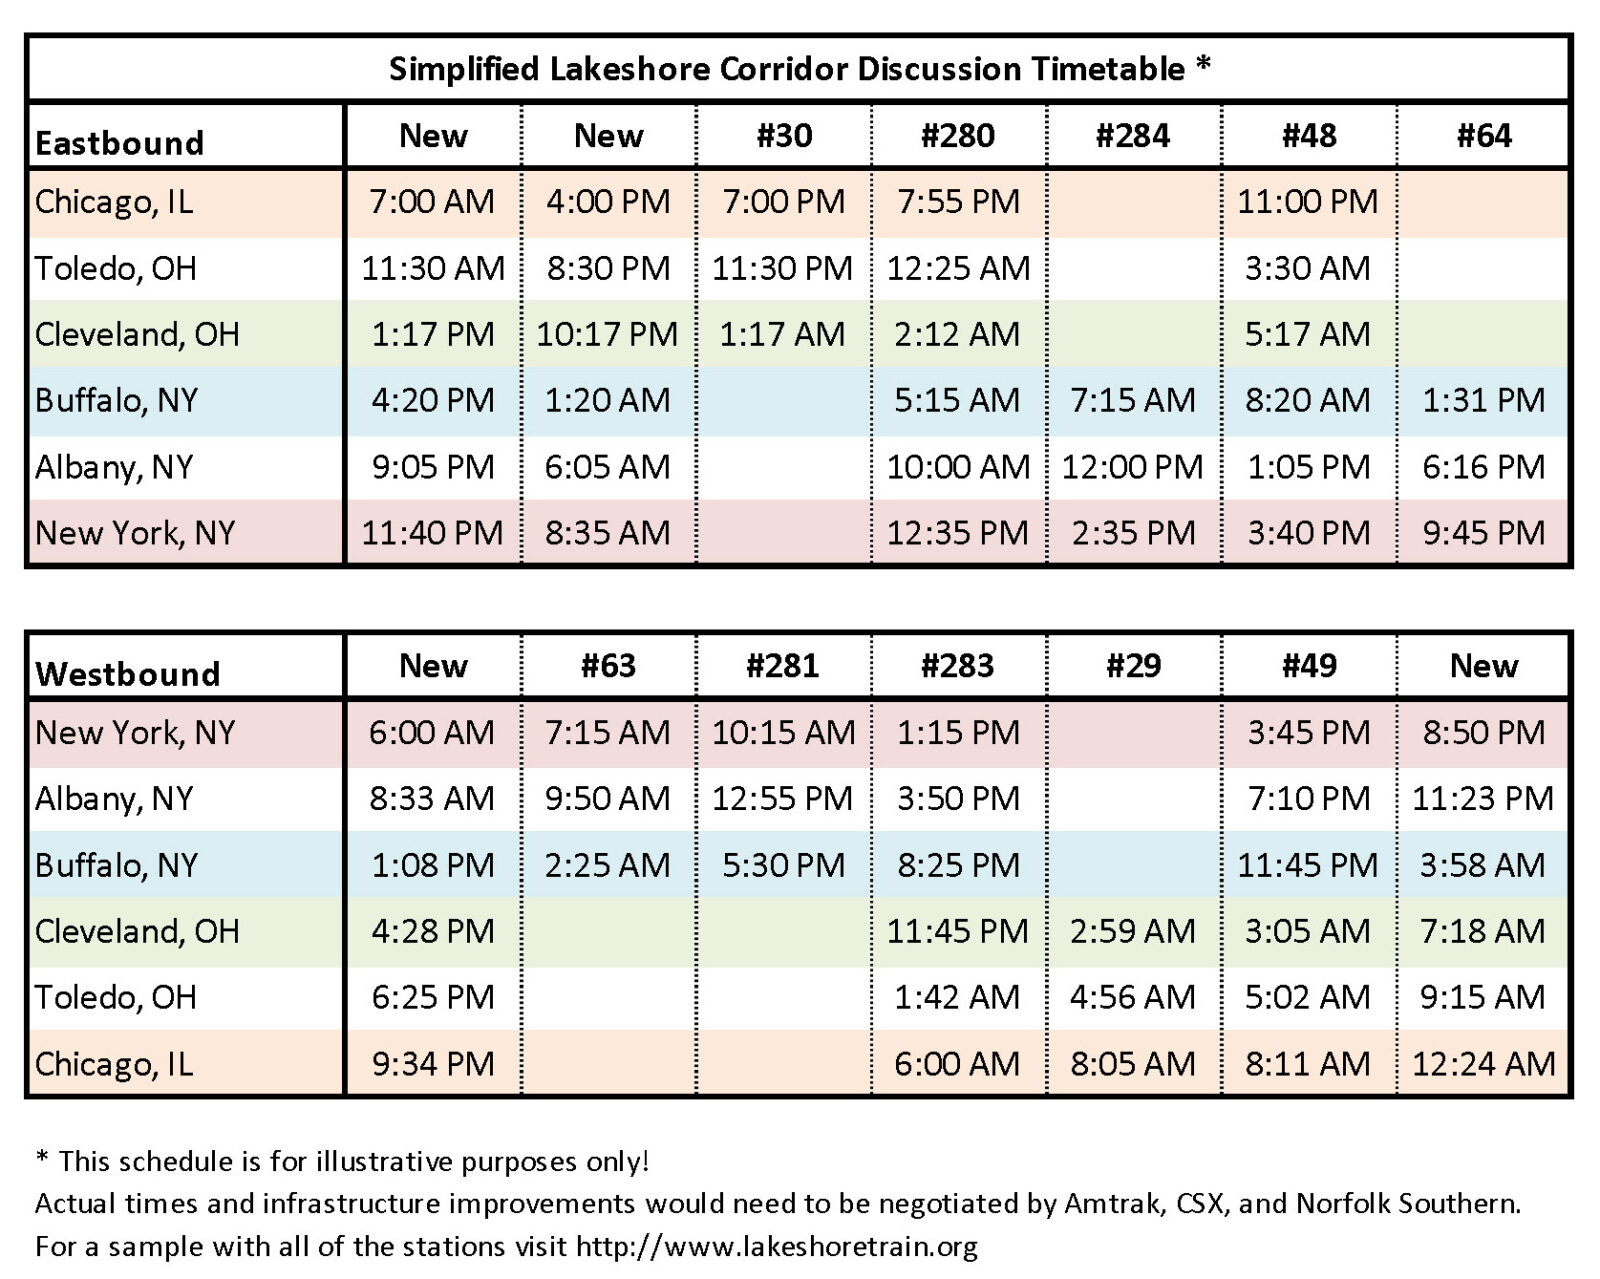 Simplified Lakeshore Corridor Discussion Timetable *
Eastbound New New #30 #280 #284 #48 #64
Chicago, IL 7:00 AM 4:00 PM 7:00 PM 7:55 PM 11:00 PM
Toledo, OH 11:30 AM 8:30 PM 11:30 PM 12:25 AM 3:30 AM
Cleveland, OH 1:17 PM 10:17 PM 1:17 AM 2:12 AM 5:17 AM
Buffalo, NY 4:20 PM 1:20 AM 5:15 AM 7:15 AM 8:20 AM 1:31 PM
Albany, NY 9:05 PM 6:05 AM 10:00 AM 12:00 PM 1:05 PM 6:16 PM
New York, NY 11:40 PM 8:35 AM 12:35 PM 2:35 PM 3:40 PM 9:45 PM
Westbound New #63 #281 #283 #29 #49 New
New York, NY 6:00 AM 7:15 AM 10:15 AM 1:15 PM 3:45 PM 8:50 PM
Albany, NY 8:33 AM 9:50 AM 12:55 PM 3:50 PM 7:10 PM 11:23 PM
Buffalo, NY 1:08 PM 2:25 AM 5:30 PM 8:25 PM 11:45 PM 3:58 AM
Cleveland, OH 4:28 PM 11:45 PM 2:59 AM 3:05 AM 7:18 AM
Toledo, OH 6:25 PM 1:42 AM 4:56 AM 5:02 AM 9:15 AM
Chicago, IL 9:34 PM 6:00 AM 8:05 AM 8:11 AM 12:24 AM
* This schedule is for illustrative purposes only!
Actual times and infrastructure improvements would need to be negotiated by Amtrak, CSX, and Norfolk Southern.
For a sample with all of the stations visit http://www.lakeshoretrain.org